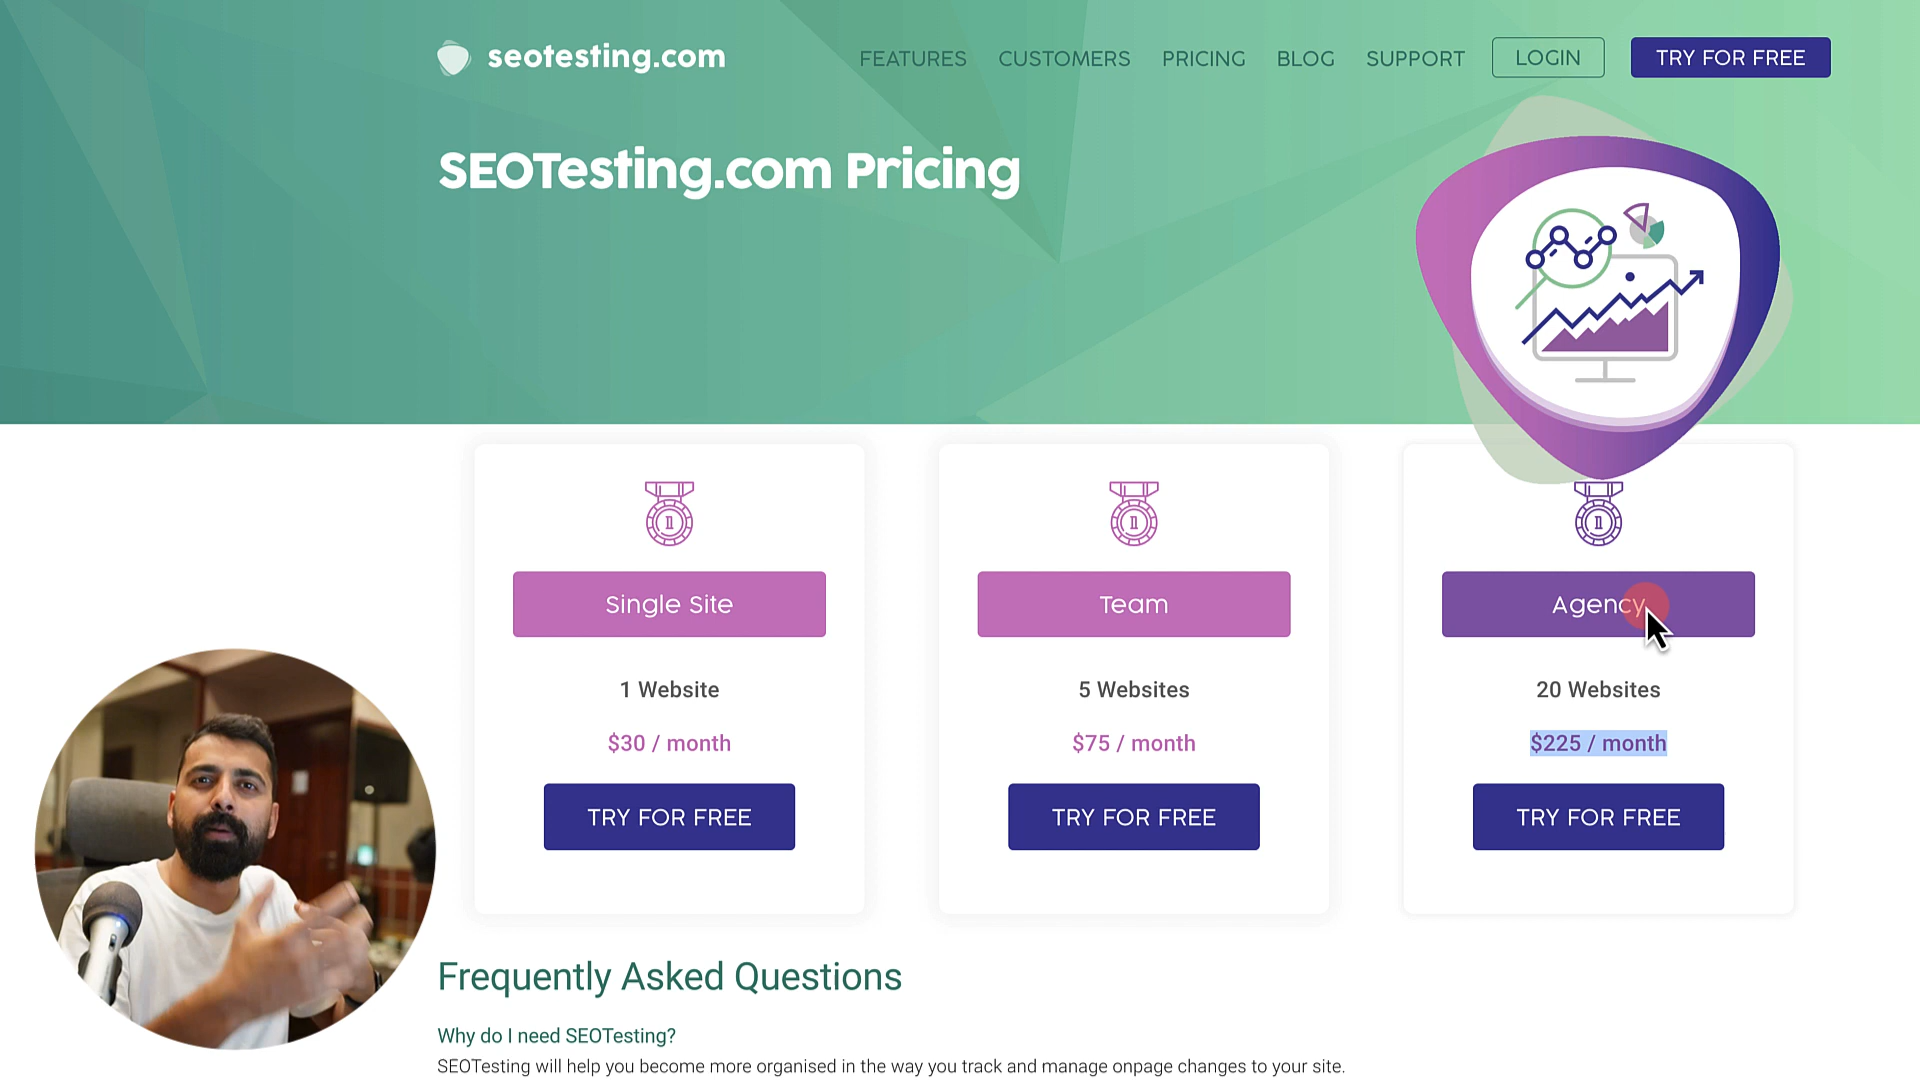 seotesting.com
FEATURES CUSTOMERS PRICING BLOG SUPPORT LOGIN TRY FOR FREE
SEOTesting.com Pricing
Single Site
1 Website
$30 / month
TRY FOR FREE
Team
5 Websites
$75 / month
TRY FOR FREE
Agency
20 Websites
$225 / month
TRY FOR FREE
Frequently Asked Questions
Why do I need SEOTesting?
SEOTesting will help you become more organised in the way you track and manage onpage changes to your site.